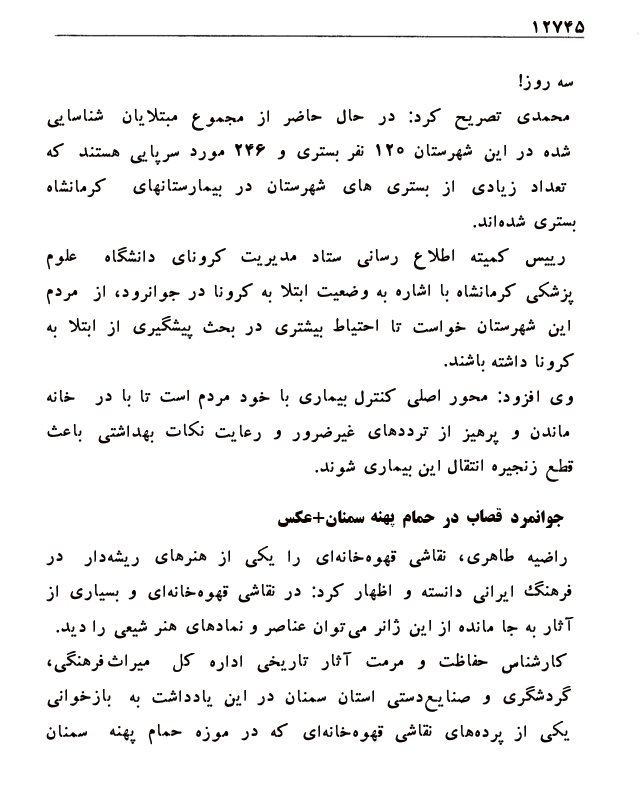 ۱۲۷۴۵
سه روز!
محمدی تصریح کرد: در حال حاضر از مجموع مبتلایان شناسایی
شده در این شهرستان ۱۲۰ نفر بستری و ۲۴۶ مورد سرپایی هستند که
تعداد زیادی از بستری های شهرستان در بیمارستانهای کرمانشاه
بستری شده‌اند.
رییس کمیته اطلاع رسانی ستاد مدیریت کرونای دانشگاه علوم
پزشکی کرمانشاه با اشاره به وضعیت ابتلا به کرونا در جوانرود، از مردم
این شهرستان خواست تا احتیاط بیشتری در بحث پیشگیری از ابتلا به
کرونا داشته باشند.
وی افزود: محور اصلی کنترل بیماری با خود مردم است تا با در خانه
ماندن و پرهیز از ترددهای غیرضرور و رعایت نکات بهداشتی باعث
قطع زنجیره انتقال این بیماری شوند.
جوانمرد قصاب در حمام پهنه سمنان+عکس
راضیه طاهری، نقاشی قهوه‌خانه‌ای را یکی از هنرهای ریشه‌دار در
فرهنگ ایرانی دانسته و اظهار کرد: در نقاشی قهوه‌خانه‌ای و بسیاری از
آثار به جا مانده از این ژانر می‌توان عناصر و نمادهای هنر شیعی را دید.
کارشناس حفاظت و مرمت آثار تاریخی اداره کل میراث‌فرهنگی،
گردشگری و صنایع‌دستی استان سمنان در این یادداشت به بازخوانی
یکی از پرده‌های نقاشی قهوه‌خانه‌ای که در موزه حمام پهنه سمنان